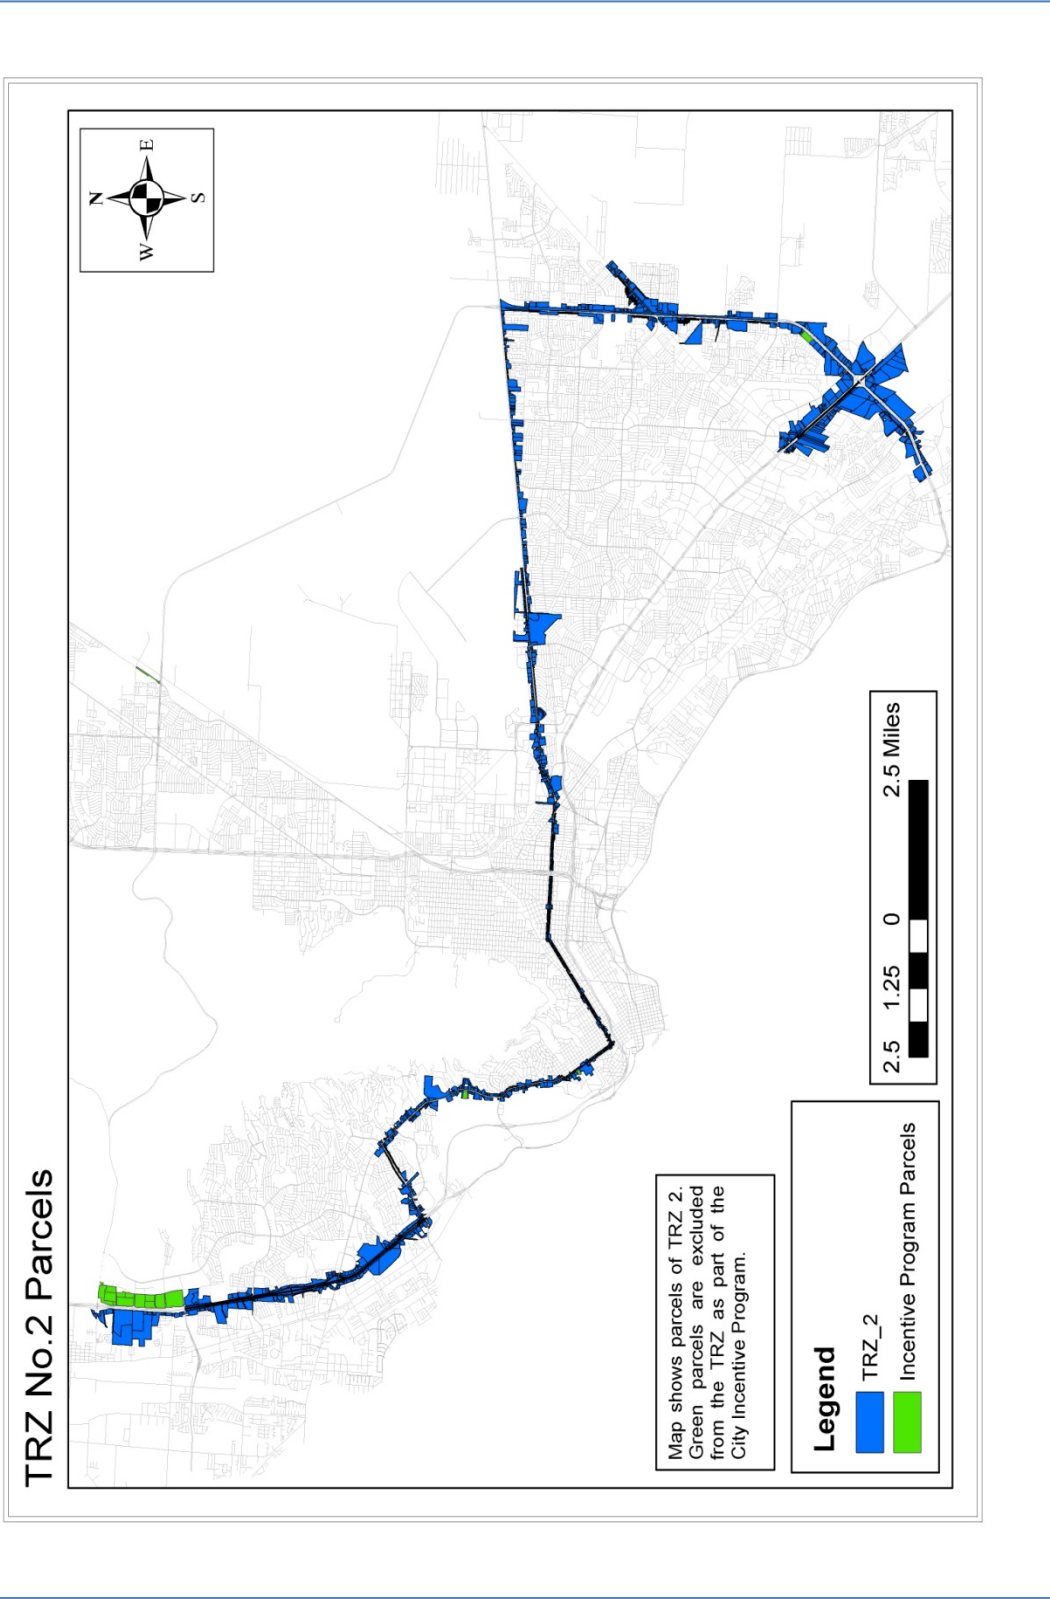 TRZ No.2 Parcels
N
W
E
S
Map shows parcels of TRZ 2.
Green parcels are excluded
from the TRZ as part of the
City Incentive Program.
2.5 1.25 0 2.5 Miles
Legend
TRZ_2
Incentive Program Parcels